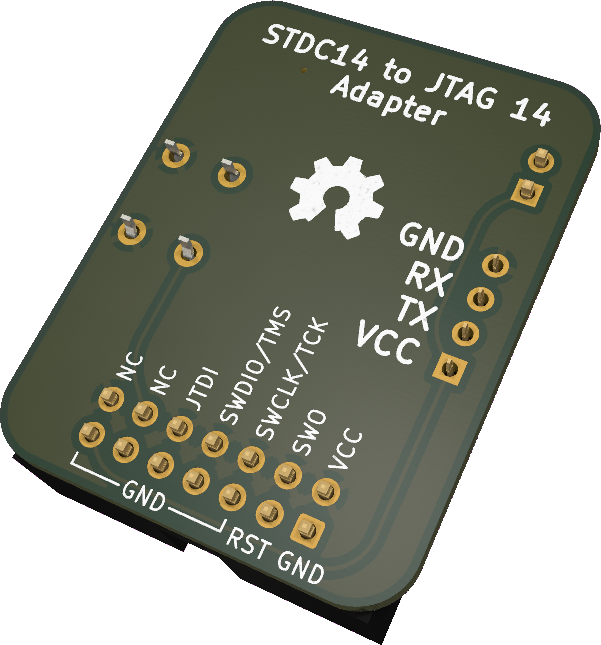 STDC14 to JTAG 14
Adapter
GND
RX
TX
VCC
NC
NC
JTDI
SWDIO/TMS
SWCLK/TCK
SWO
VCC
GND
RST GND